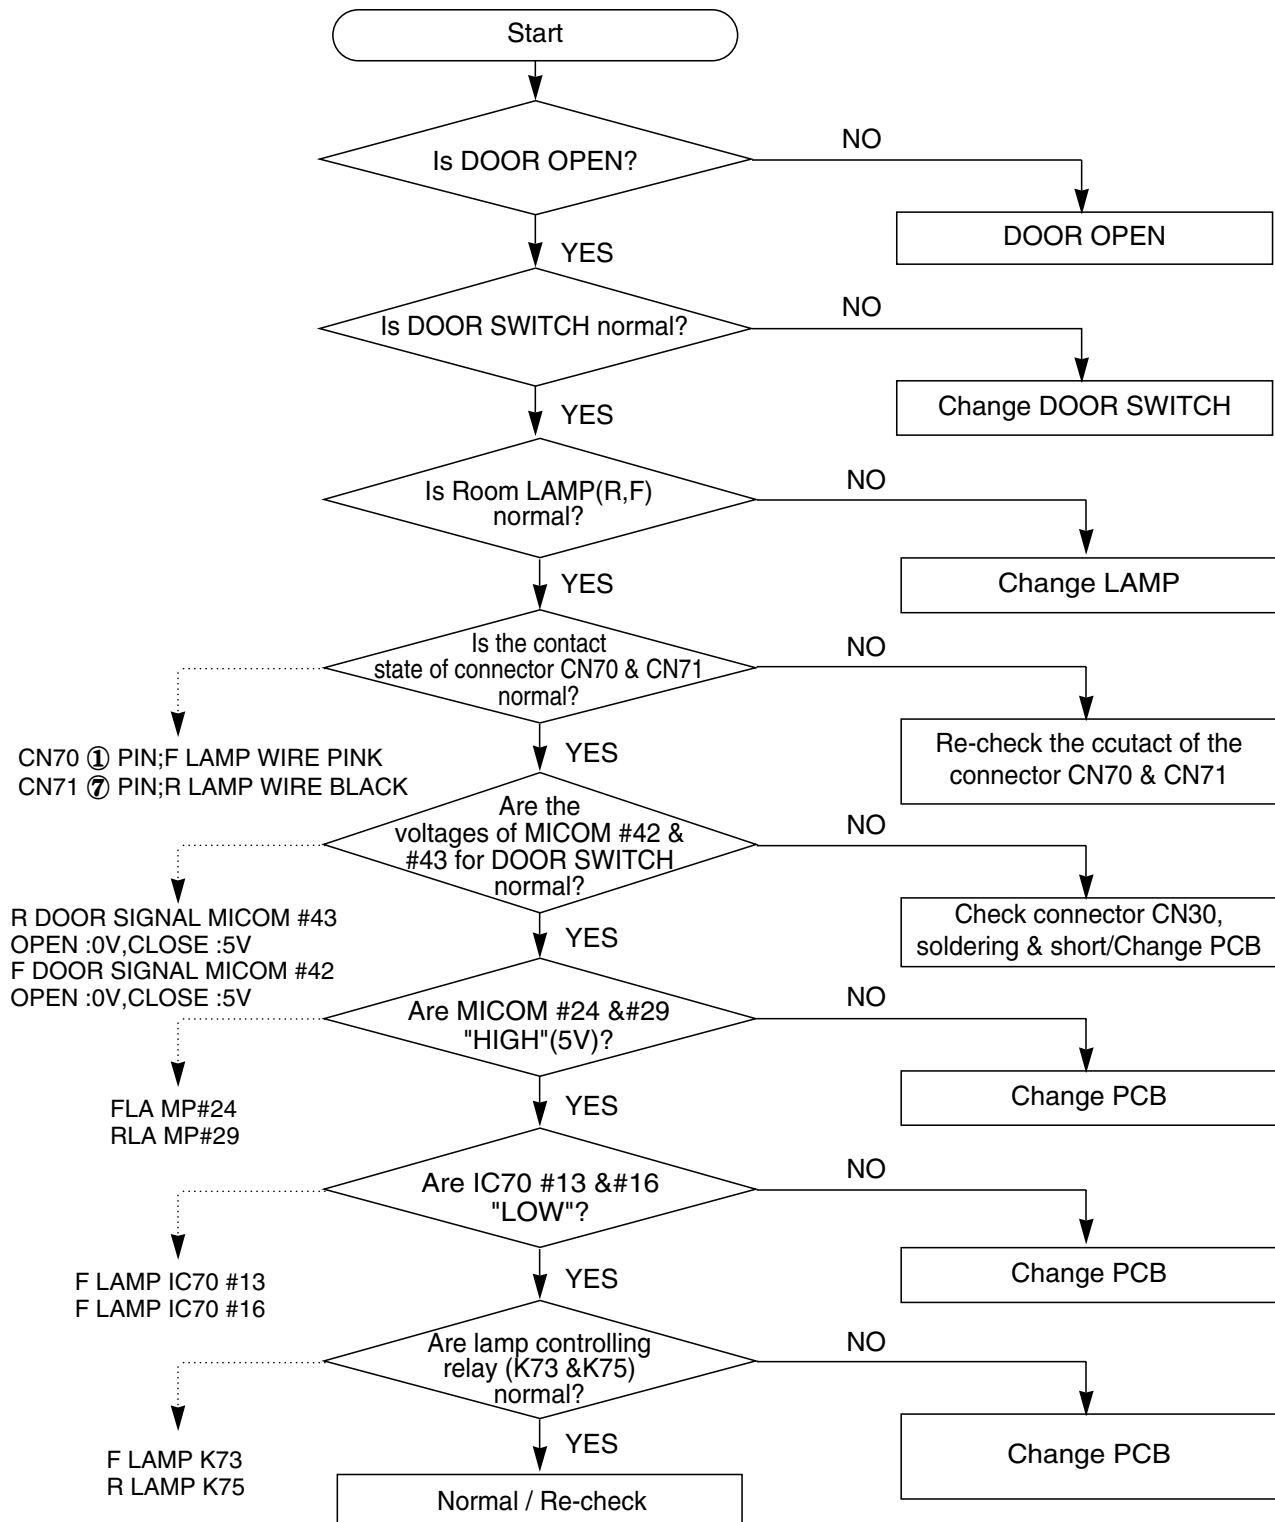 Start
Is DOOR OPEN?
NO
DOOR OPEN
YES
Is DOOR SWITCH normal?
NO
Change DOOR SWITCH
YES
Is Room LAMP(R,F)
normal?
NO
Change LAMP
YES
Is the contact
state of connector CN70 & CN71
normal?
NO
CN70 ① PIN;F LAMP WIRE PINK
CN71 ⑦ PIN;R LAMP WIRE BLACK
Re-check the ccutact of the
connector CN70 & CN71
YES
Are the
voltages of MICOM #42 &
#43 for DOOR SWITCH
normal?
NO
R DOOR SIGNAL MICOM #43
OPEN :0V,CLOSE :5V
F DOOR SIGNAL MICOM #42
OPEN :0V,CLOSE :5V
Check connector CN30,
soldering & short/Change PCB
YES
Are MICOM #24 &#29
"HIGH"(5V)?
NO
FLA MP#24
RLA MP#29
Change PCB
YES
Are IC70 #13 &#16
"LOW"?
NO
F LAMP IC70 #13
F LAMP IC70 #16
Change PCB
YES
Are lamp controlling
relay (K73 &K75)
normal?
NO
F LAMP K73
R LAMP K75
Change PCB
YES
Normal / Re-check